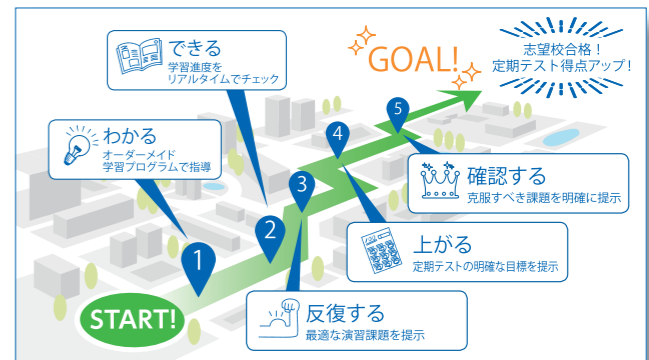 できる
学習進度を
リアルタイムでチェック
GOAL!
志望校合格！
定期テスト得点アップ！
わかる
オーダーメイド
学習プログラムで指導
5
4
3
2
1
確認する
克服すべき課題を明確に提示
上がる
定期テストの明確な目標を提示
START!
反復する
最適な演習課題を提示